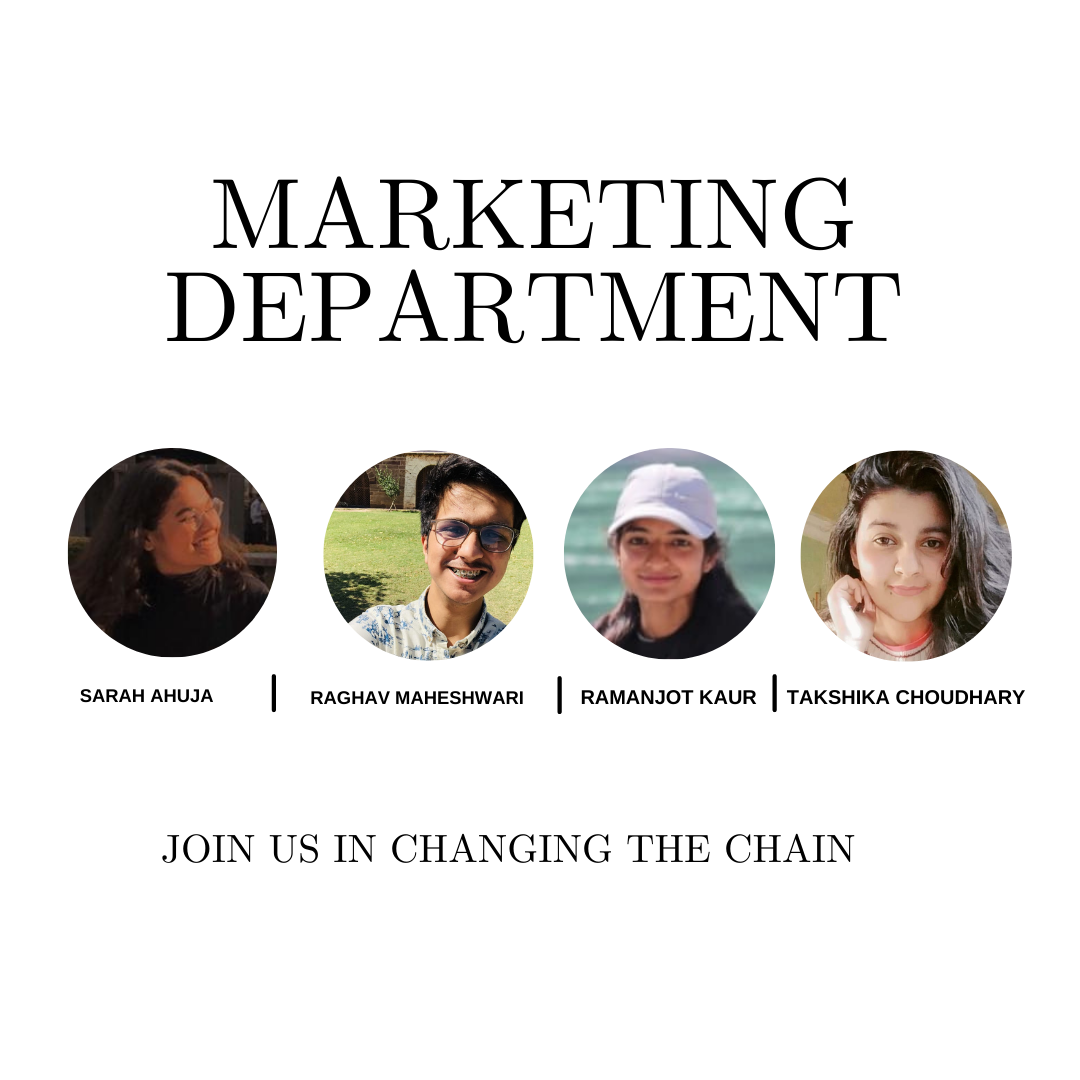 MARKETING
DEPARTMENT
SARAH AHUJA
RAGHAV MAHESHWARI
RAMANJOT KAUR
TAKSHIKA CHOUDHARY
JOIN US IN CHANGING THE CHAIN